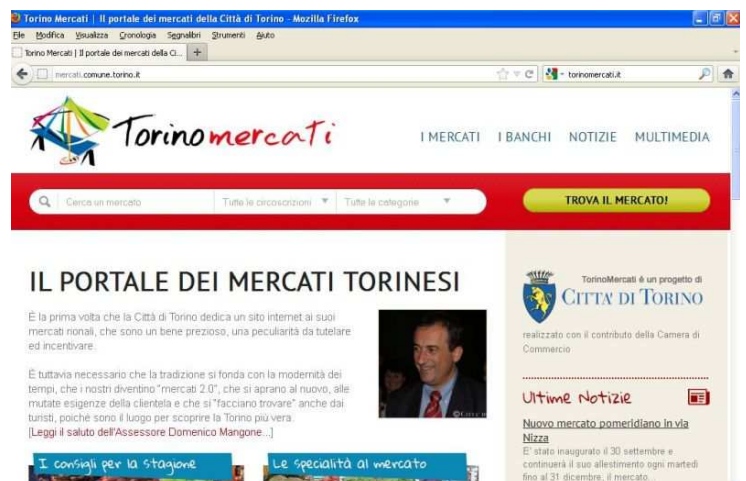 Torino Mercati | Il portale dei mercati della Città di Torino - Mozilla Firefox
File Modifica Visualizza Cronologia Segnalibri Strumenti Aiuto
Torino Mercati | Il portale dei mercati della Ci... +
mercati.comune.torino.it
torinomercati.it
Torino mercati
I MERCATI I BANCHI NOTIZIE MULTIMEDIA
Cerca un mercato Tutte le circoscrizioni Tutte le categorie TROVA IL MERCATO!
IL PORTALE DEI MERCATI TORINESI
È la prima volta che la Città di Torino dedica un sito internet ai suoi
mercati rionali, che sono un bene prezioso, una peculiarità da tutelare
ed incentivare.
È tuttavia necessario che la tradizione si fonda con la modernità dei
tempi, che i nostri diventino "mercati 2.0", che si aprano al nuovo, alle
mutate esigenze della clientela e che si "facciano trovare" anche dai
turisti, poiché sono il luogo per scoprire la Torino più vera.
[Leggi il saluto dell'Assessore Domenico Mangone...]
I consigli per la stagione
Le specialità al mercato
TorinoMercati è un progetto di
CITTA' DI TORINO
realizzato con il contributo della Camera di
Commercio
Ultime Notizie
Nuovo mercato pomeridiano in via
Nizza
E' stato inaugurato il 30 settembre e
continuerà il suo allestimento ogni martedì
fino al 31 dicembre, il mercato...